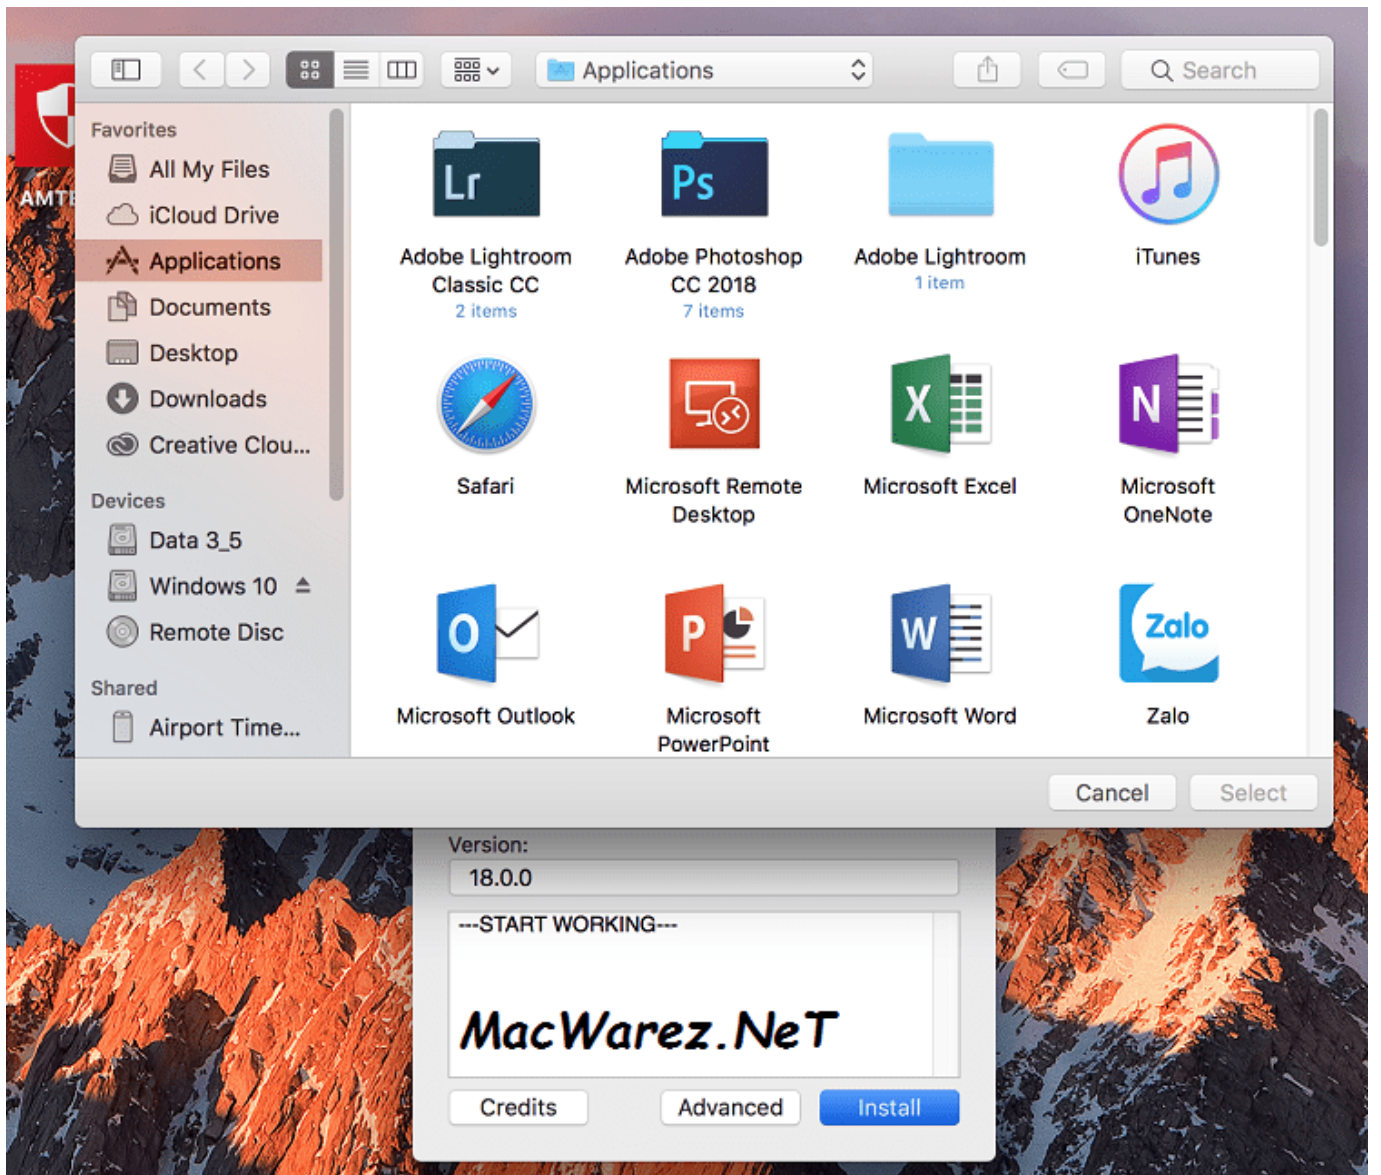 Applications
Search
Favorites
All My Files
iCloud Drive
Applications
Documents
Desktop
Downloads
Creative Clou...
Devices
Data 3_5
Windows 10
Remote Disc
Shared
Airport Time...
Lr
Ps
Adobe Lightroom
Classic CC
2 items
Adobe Photoshop
CC 2018
7 items
Adobe Lightroom
1 item
iTunes
Safari
Microsoft Remote
Desktop
X
Microsoft Excel
N
Microsoft
OneNote
O
Microsoft Outlook
P
Microsoft
PowerPoint
W
Microsoft Word
Zalo
Zalo
Cancel
Select
Version:
18.0.0
---START WORKING---
MacWarez.NeT
Credits
Advanced
Install